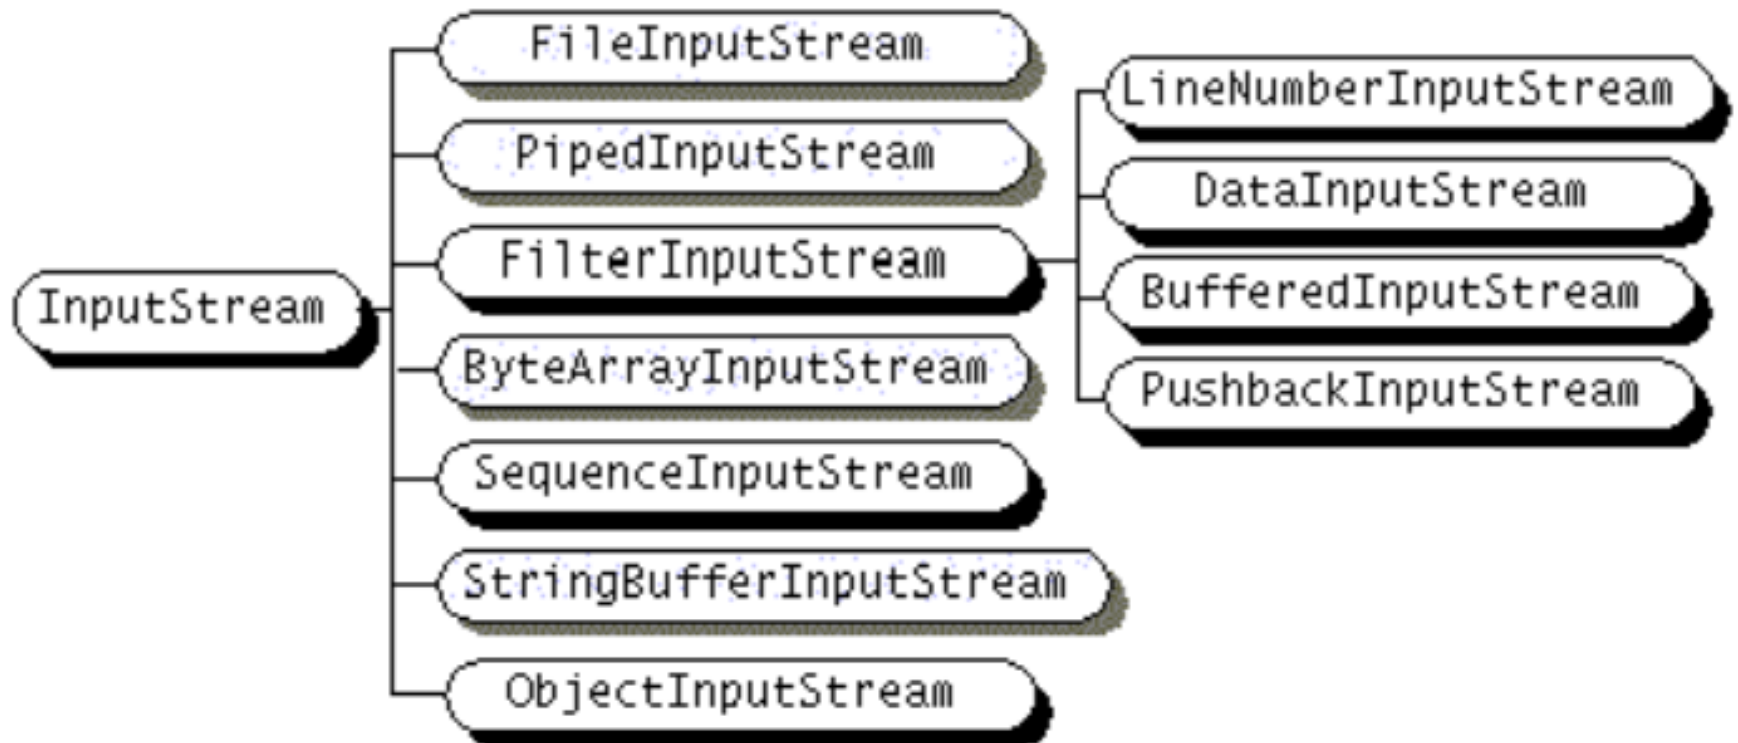 InputStream
FileInputStream
PipedInputStream
FilterInputStream
ByteArrayInputStream
SequenceInputStream
StringBufferInputStream
ObjectInputStream
LineNumberInputStream
DataInputStream
BufferedInputStream
PushbackInputStream